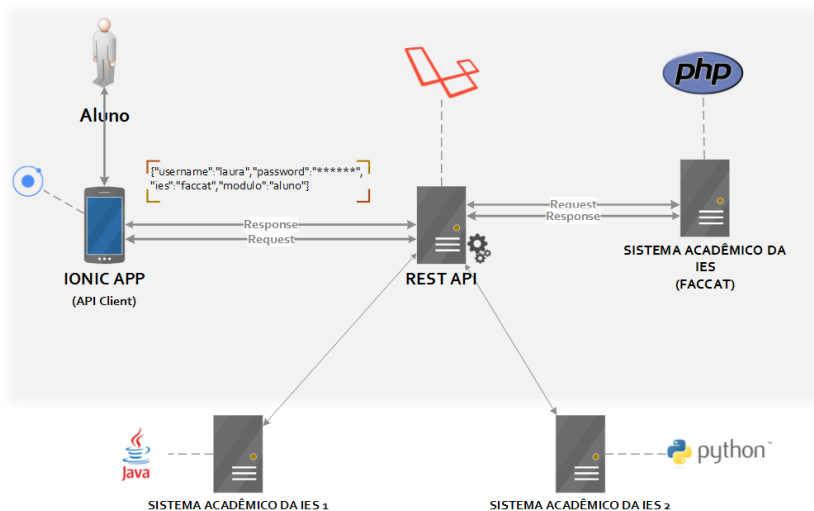 Aluno
php
{"username":"laura","password":"******",
"ies":"faccat","modulo":"aluno"}
Response
Request
Request
Response
IONIC APP
(API Client)
REST API
SISTEMA ACADÊMICO DA
IES
(FACCAT)
Java
python
SISTEMA ACADÊMICO DA IES 1
SISTEMA ACADÊMICO DA IES 2